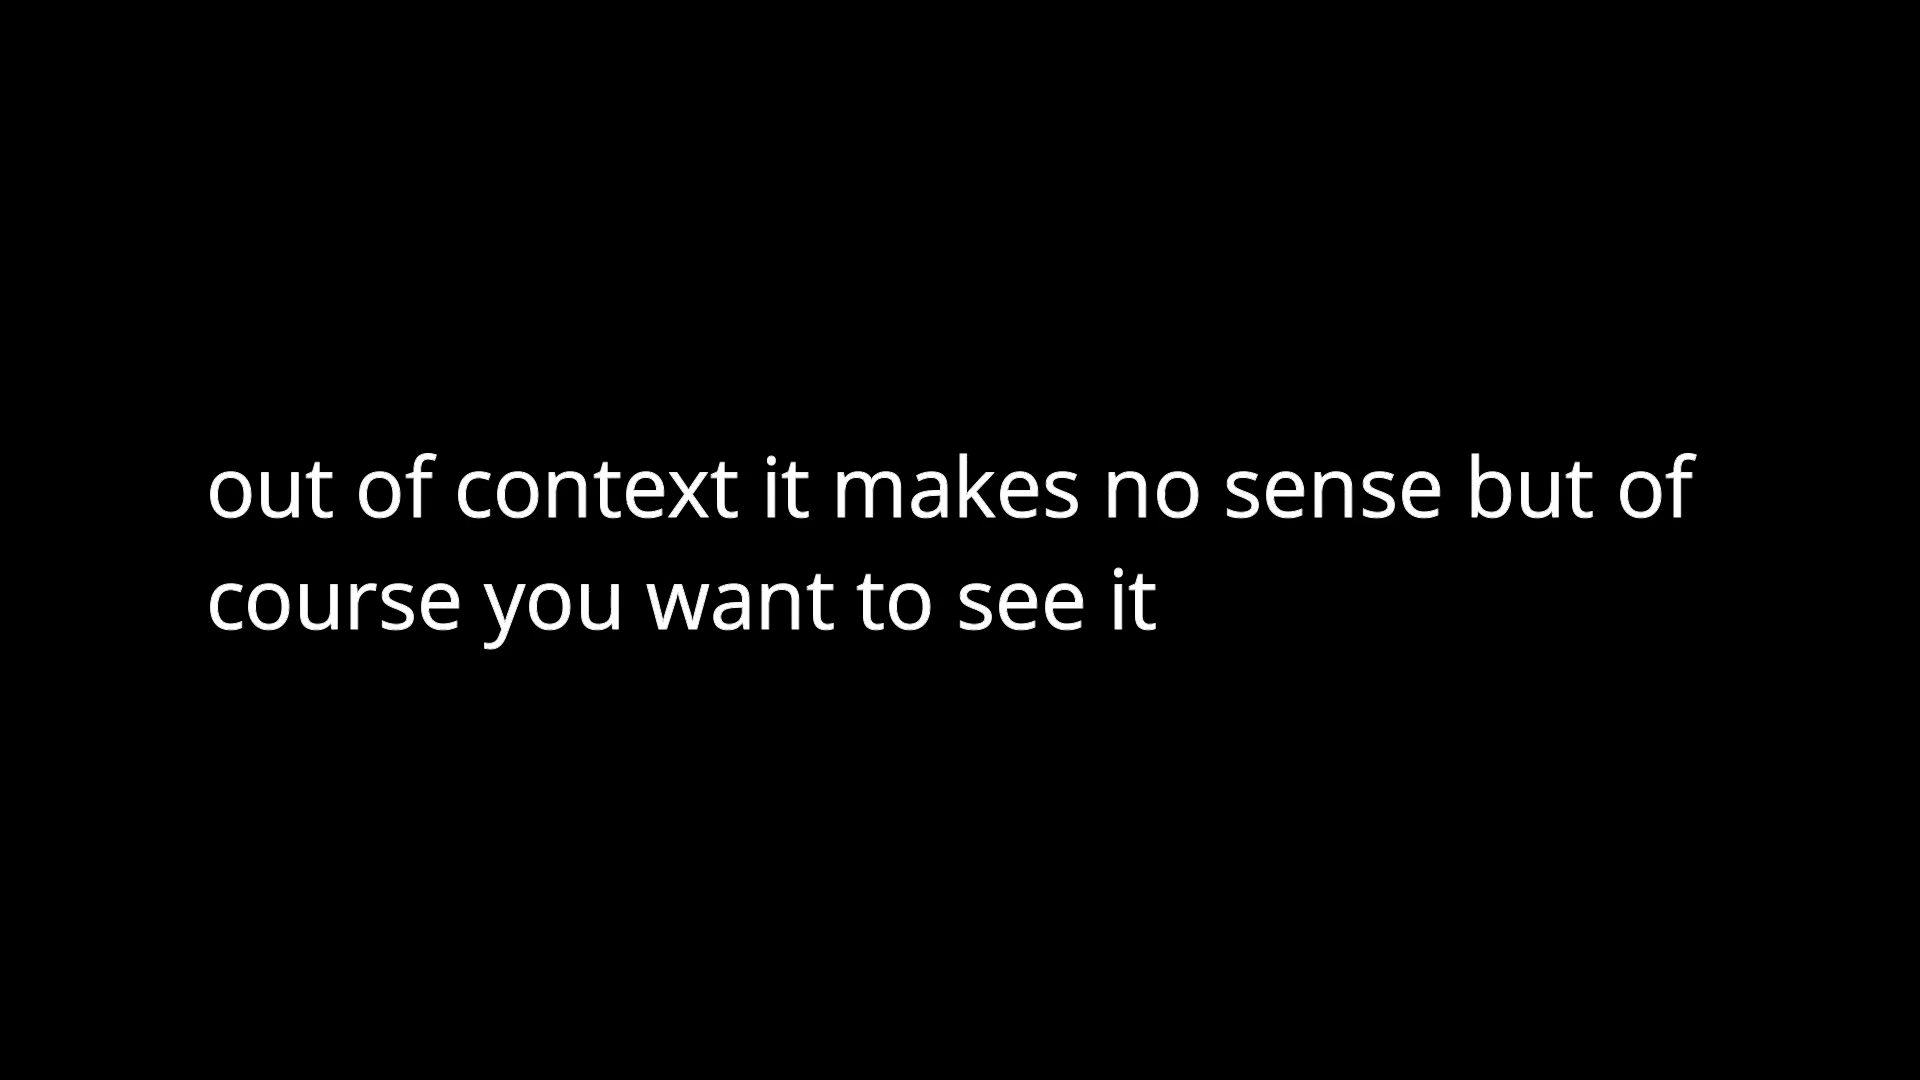 out of context it makes no sense but of
course you want to see it